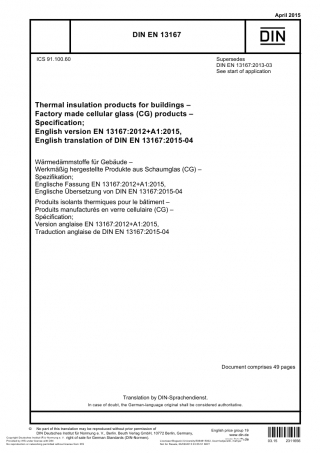 April 2015
DIN EN 13167
DIN
ICS 91.100.60
Supersedes
DIN EN 13167:2013-03
See start of application
Thermal insulation products for buildings –
Factory made cellular glass (CG) products –
Specification;
English version EN 13167:2012+A1:2015,
English translation of DIN EN 13167:2015-04
Wärmedämmstoffe für Gebäude –
Werkmäßig hergestellte Produkte aus Schaumglas (CG) –
Spezifikation;
Englische Fassung EN 13167:2012+A1:2015,
Englische Übersetzung von DIN EN 13167:2015-04
Produits isolants thermiques pour le bâtiment –
Produits manufacturés en verre cellulaire (CG) –
Spécification;
Version anglaise EN 13167:2012+A1:2015,
Traduction anglaise de DIN EN 13167:2015-04
Document comprises 49 pages
Translation by DIN-Sprachendienst.
In case of doubt, the German-language original shall be considered authoritative.
No part of this translation may be reproduced without prior permission of
DIN Deutsches Institut für Normung e. V., Berlin. Beuth Verlag GmbH, 10772 Berlin, Germany,
right of sale for German Standards (DIN-Normen).
English price group 19
www.din.de